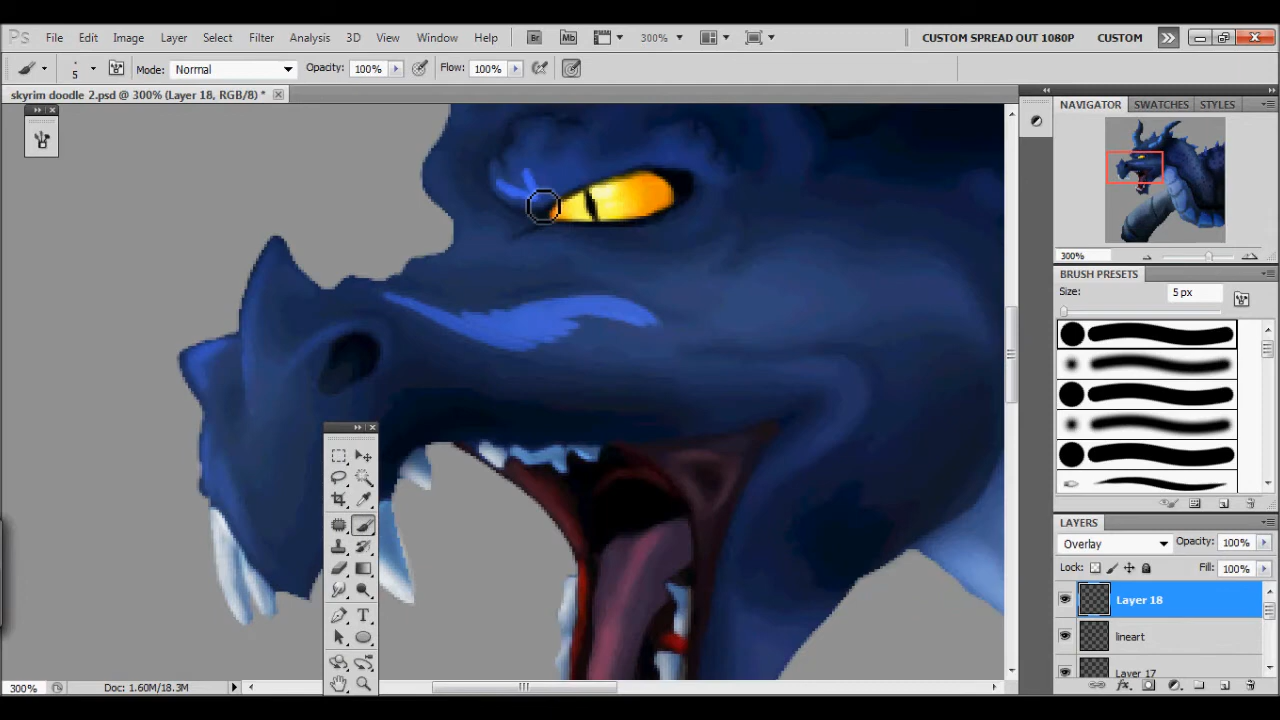 Ps File Edit Image Layer Select Filter Analysis 3D View Window Help Br Mb 300% CUSTOM SPREAD OUT 1080P CUSTOM
5 Mode: Normal Opacity: 100% Flow: 100%
skyrim doodle 2.psd @ 300% (Layer 18, RGB/8) *
NAVIGATOR SWATCHES STYLES
300%
BRUSH PRESETS
Size: 5 px
LAYERS
Overlay Opacity: 100%
Lock: Fill: 100%
Layer 18
lineart
Layer 17
T
fx
300% Doc: 1.60M/18.3M